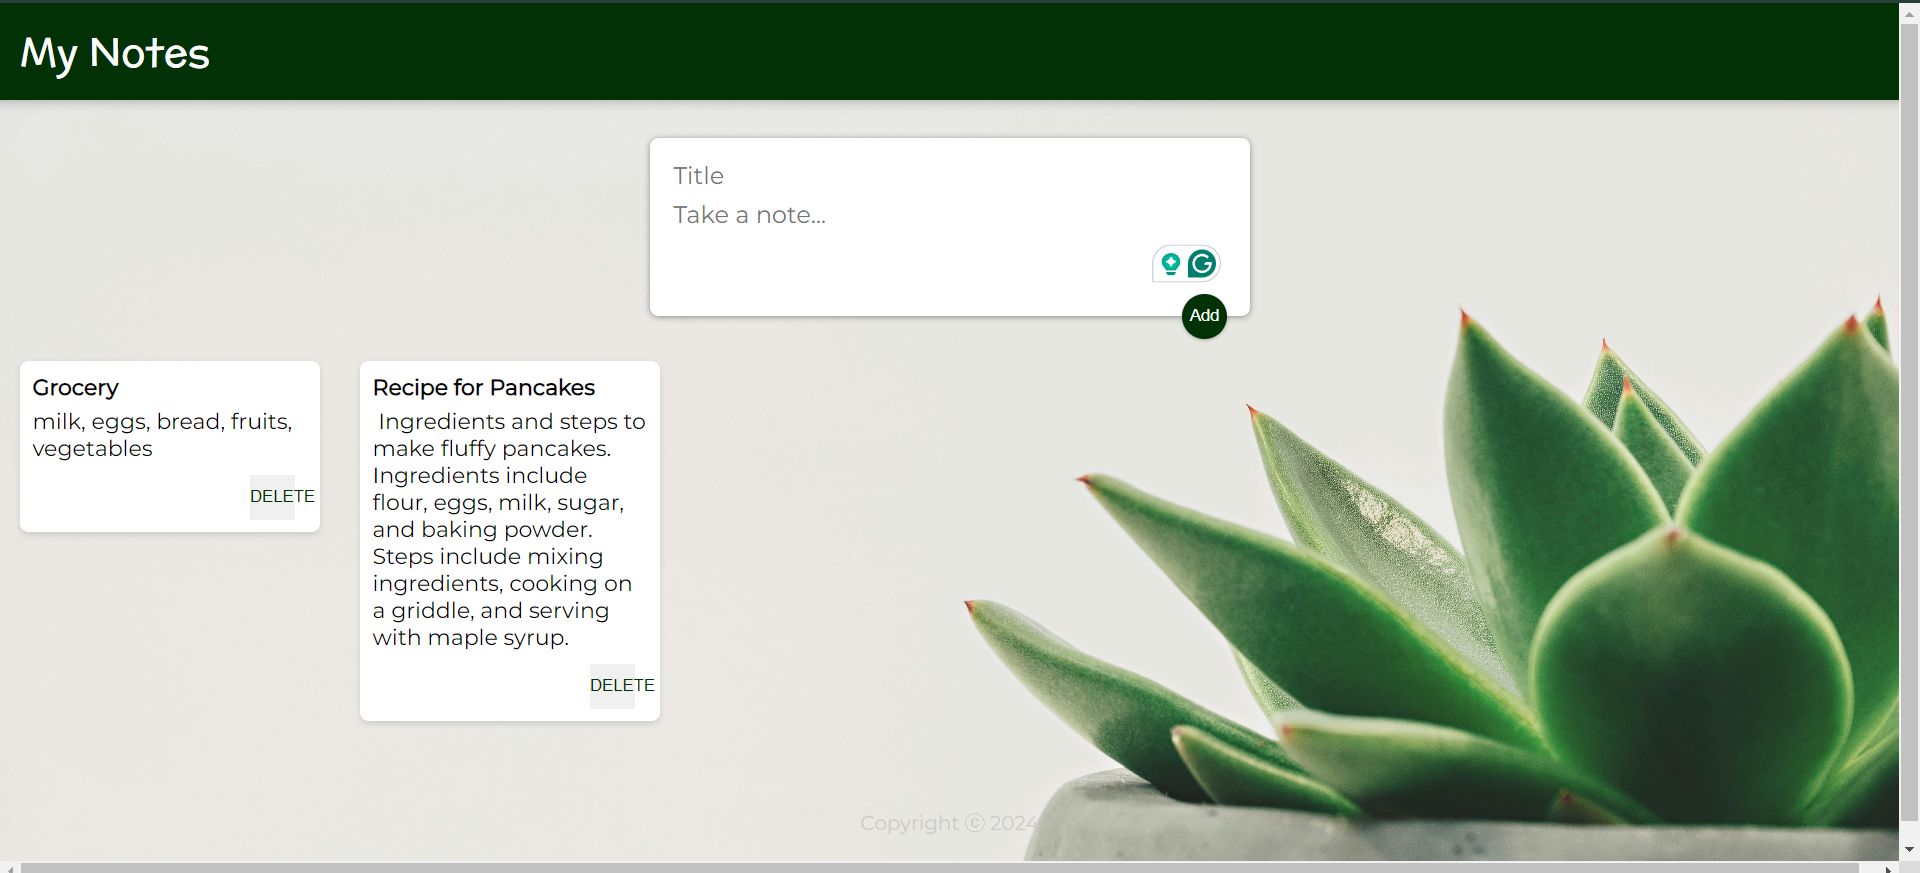 My Notes
Title
Take a note...
G
Add
Grocery
milk, eggs, bread, fruits,
vegetables
DELETE
Recipe for Pancakes
Ingredients and steps to
make fluffy pancakes.
Ingredients include
flour, eggs, milk, sugar,
and baking powder.
Steps include mixing
ingredients, cooking on
a griddle, and serving
with maple syrup.
DELETE
Copyright ⓒ 2024